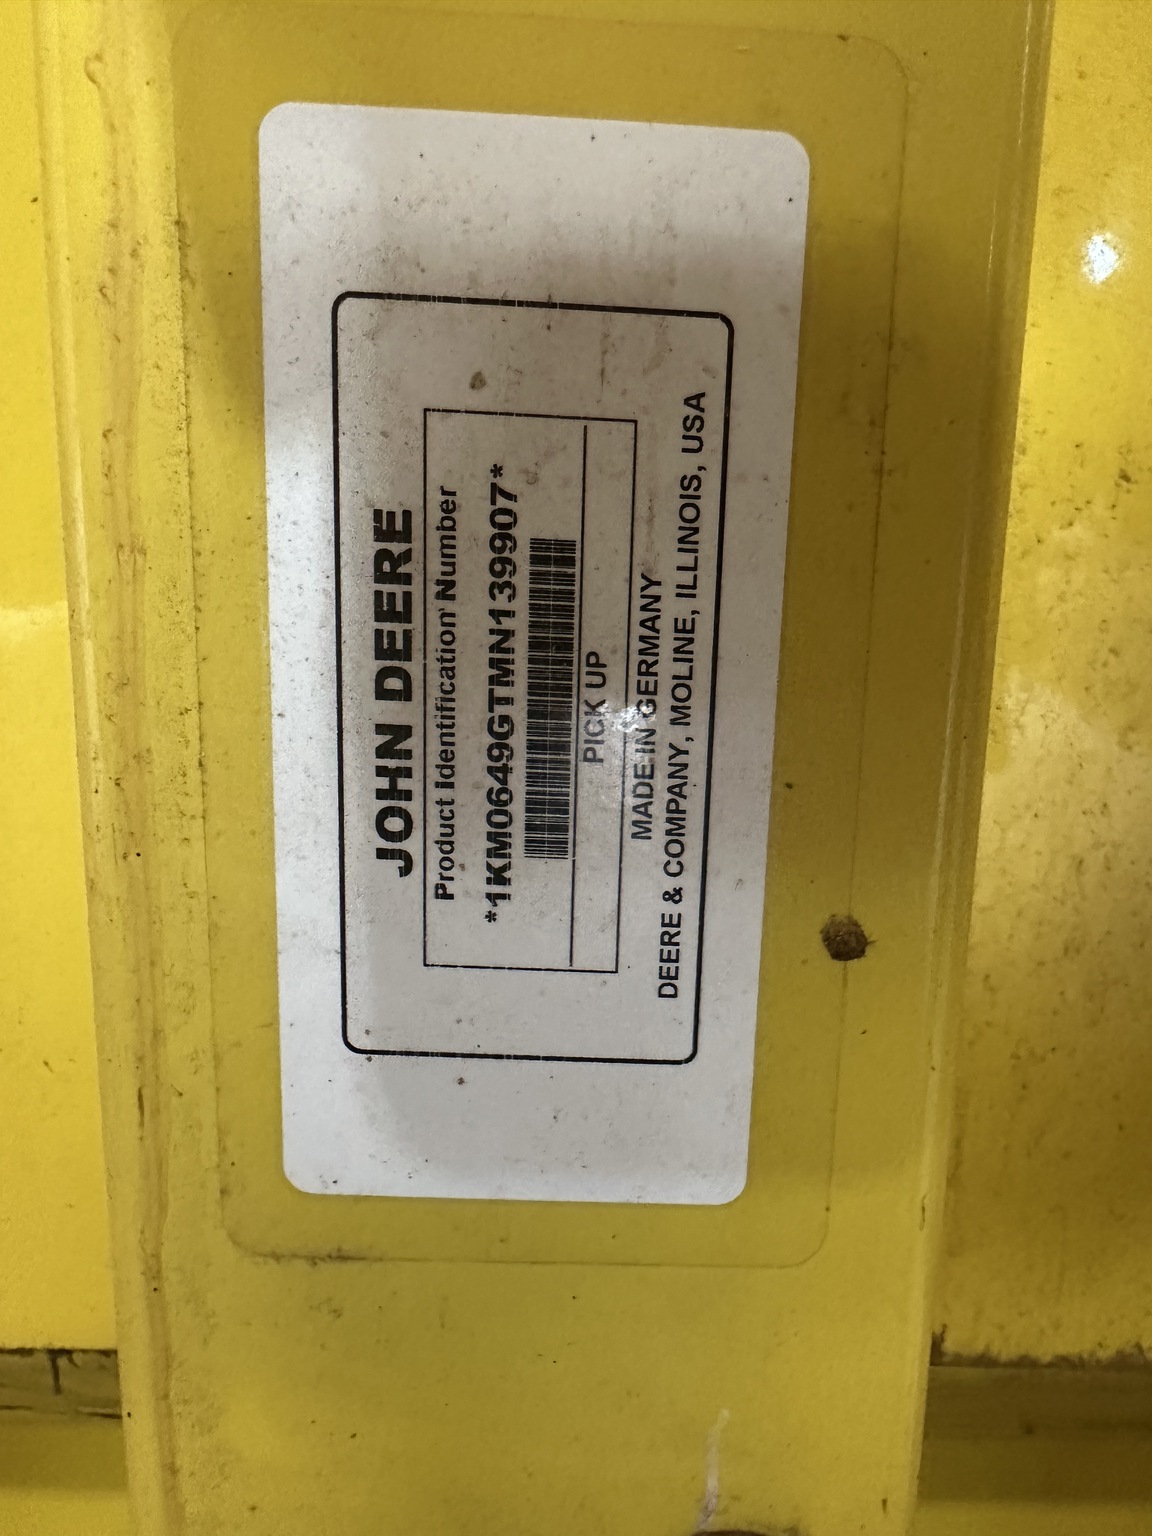 JOHN DEERE
Product Identification Number
*1KM0649GTMN139907*
PICK UP
MADE IN GERMANY
DEERE & COMPANY, MOLINE, ILLINOIS, USA